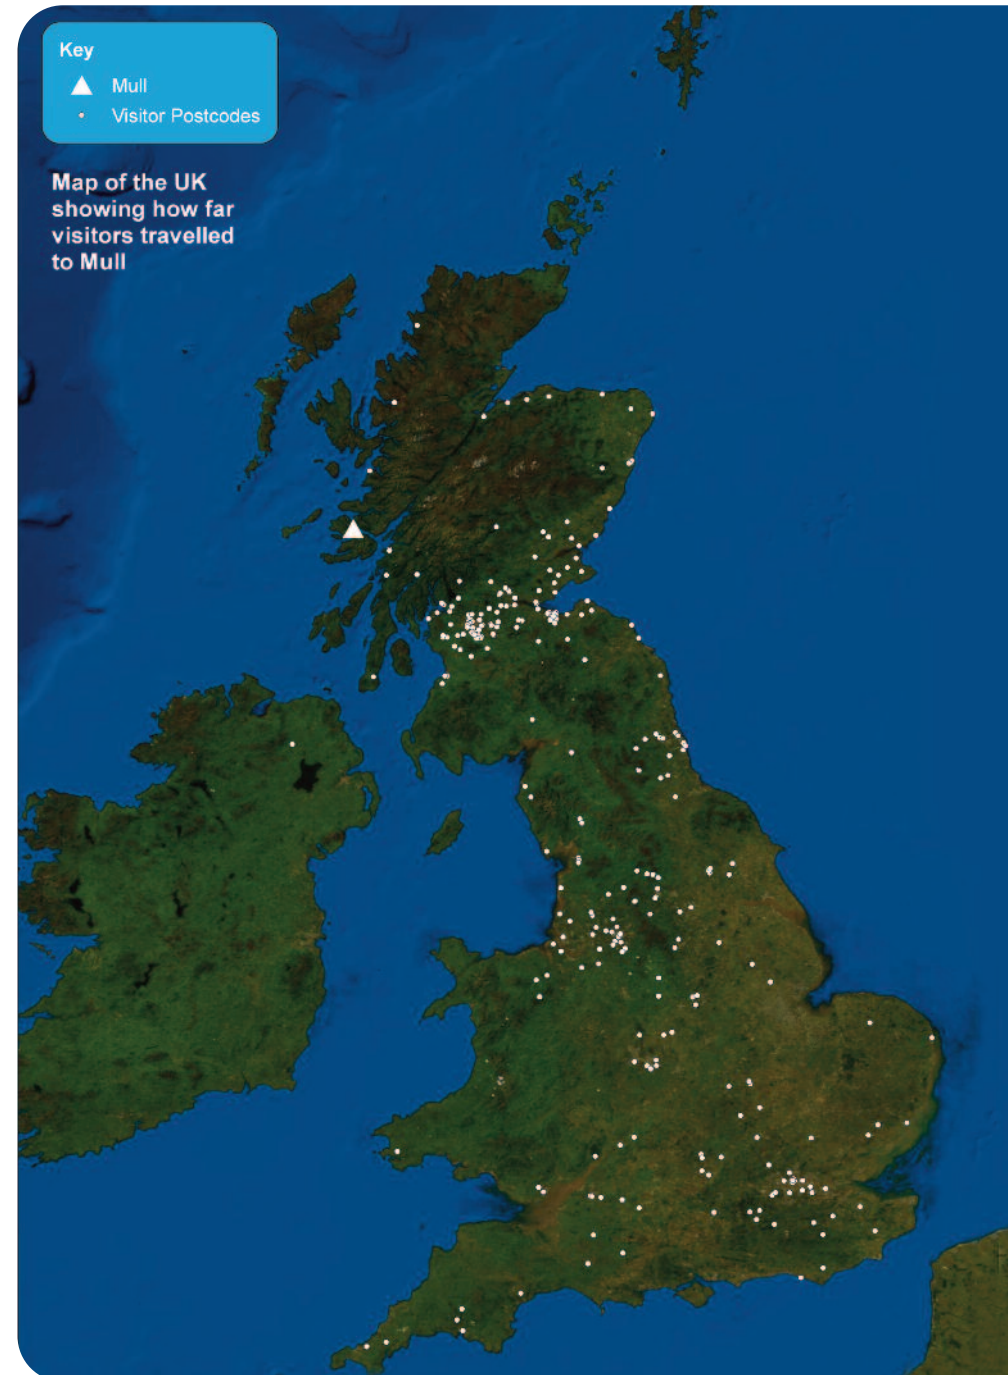 Key
Mull
Visitor Postcodes
Map of the UK
showing how far
visitors travelled
to Mull